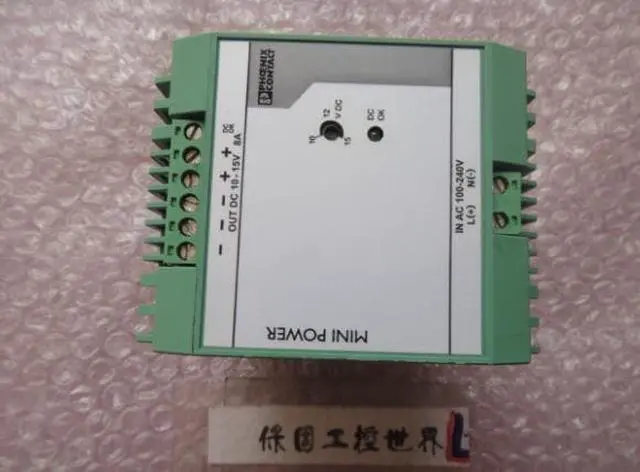 PHOENIX
CONTACT
12
V DC
10
15
DC
OK
DC
OK
− − − + +
OUT DC 10...15V 8A
IN AC 100-240V
L(+) N(-)
MINI POWER
保固工控世界 L